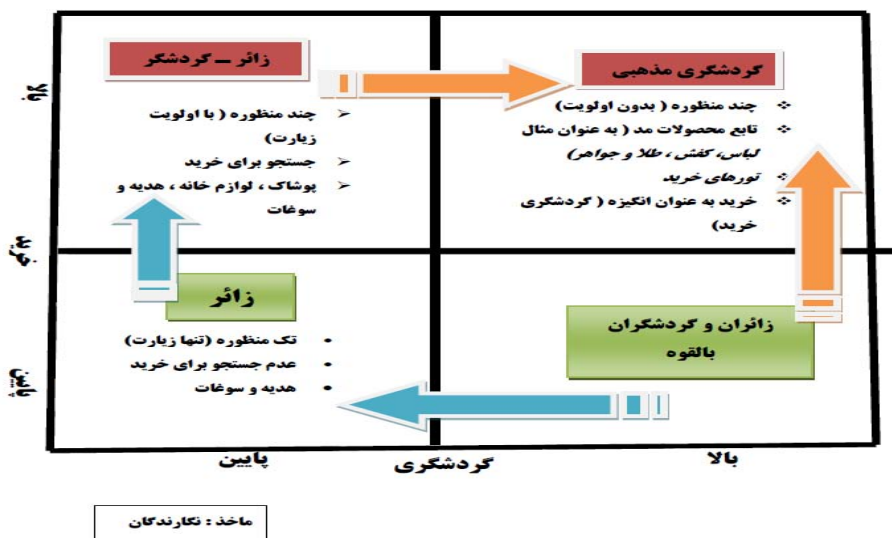 گردشگری مذهبی
چند منظوره ( بدون اولویت)
تابع محصولات مد ( به عنوان مثال
لباس، کفش ، طلا و جواهر)
تورهای خرید
خرید به عنوان انگیزه ( گردشگری
خرید)
زائر _ گردشگر
چند منظوره ( با اولویت
زیارت)
جستجو برای خرید
پوشاک ، لوازم خانه ، هدیه و
سوغات
بالا
خرید
پایین
زائران و گردشگران
بالقوه
زائر
تک منظوره (تنها زیارت)
عدم جستجو برای خرید
هدیه و سوغات
بالا
گردشگری
پایین
ماخذ : نگارندگان